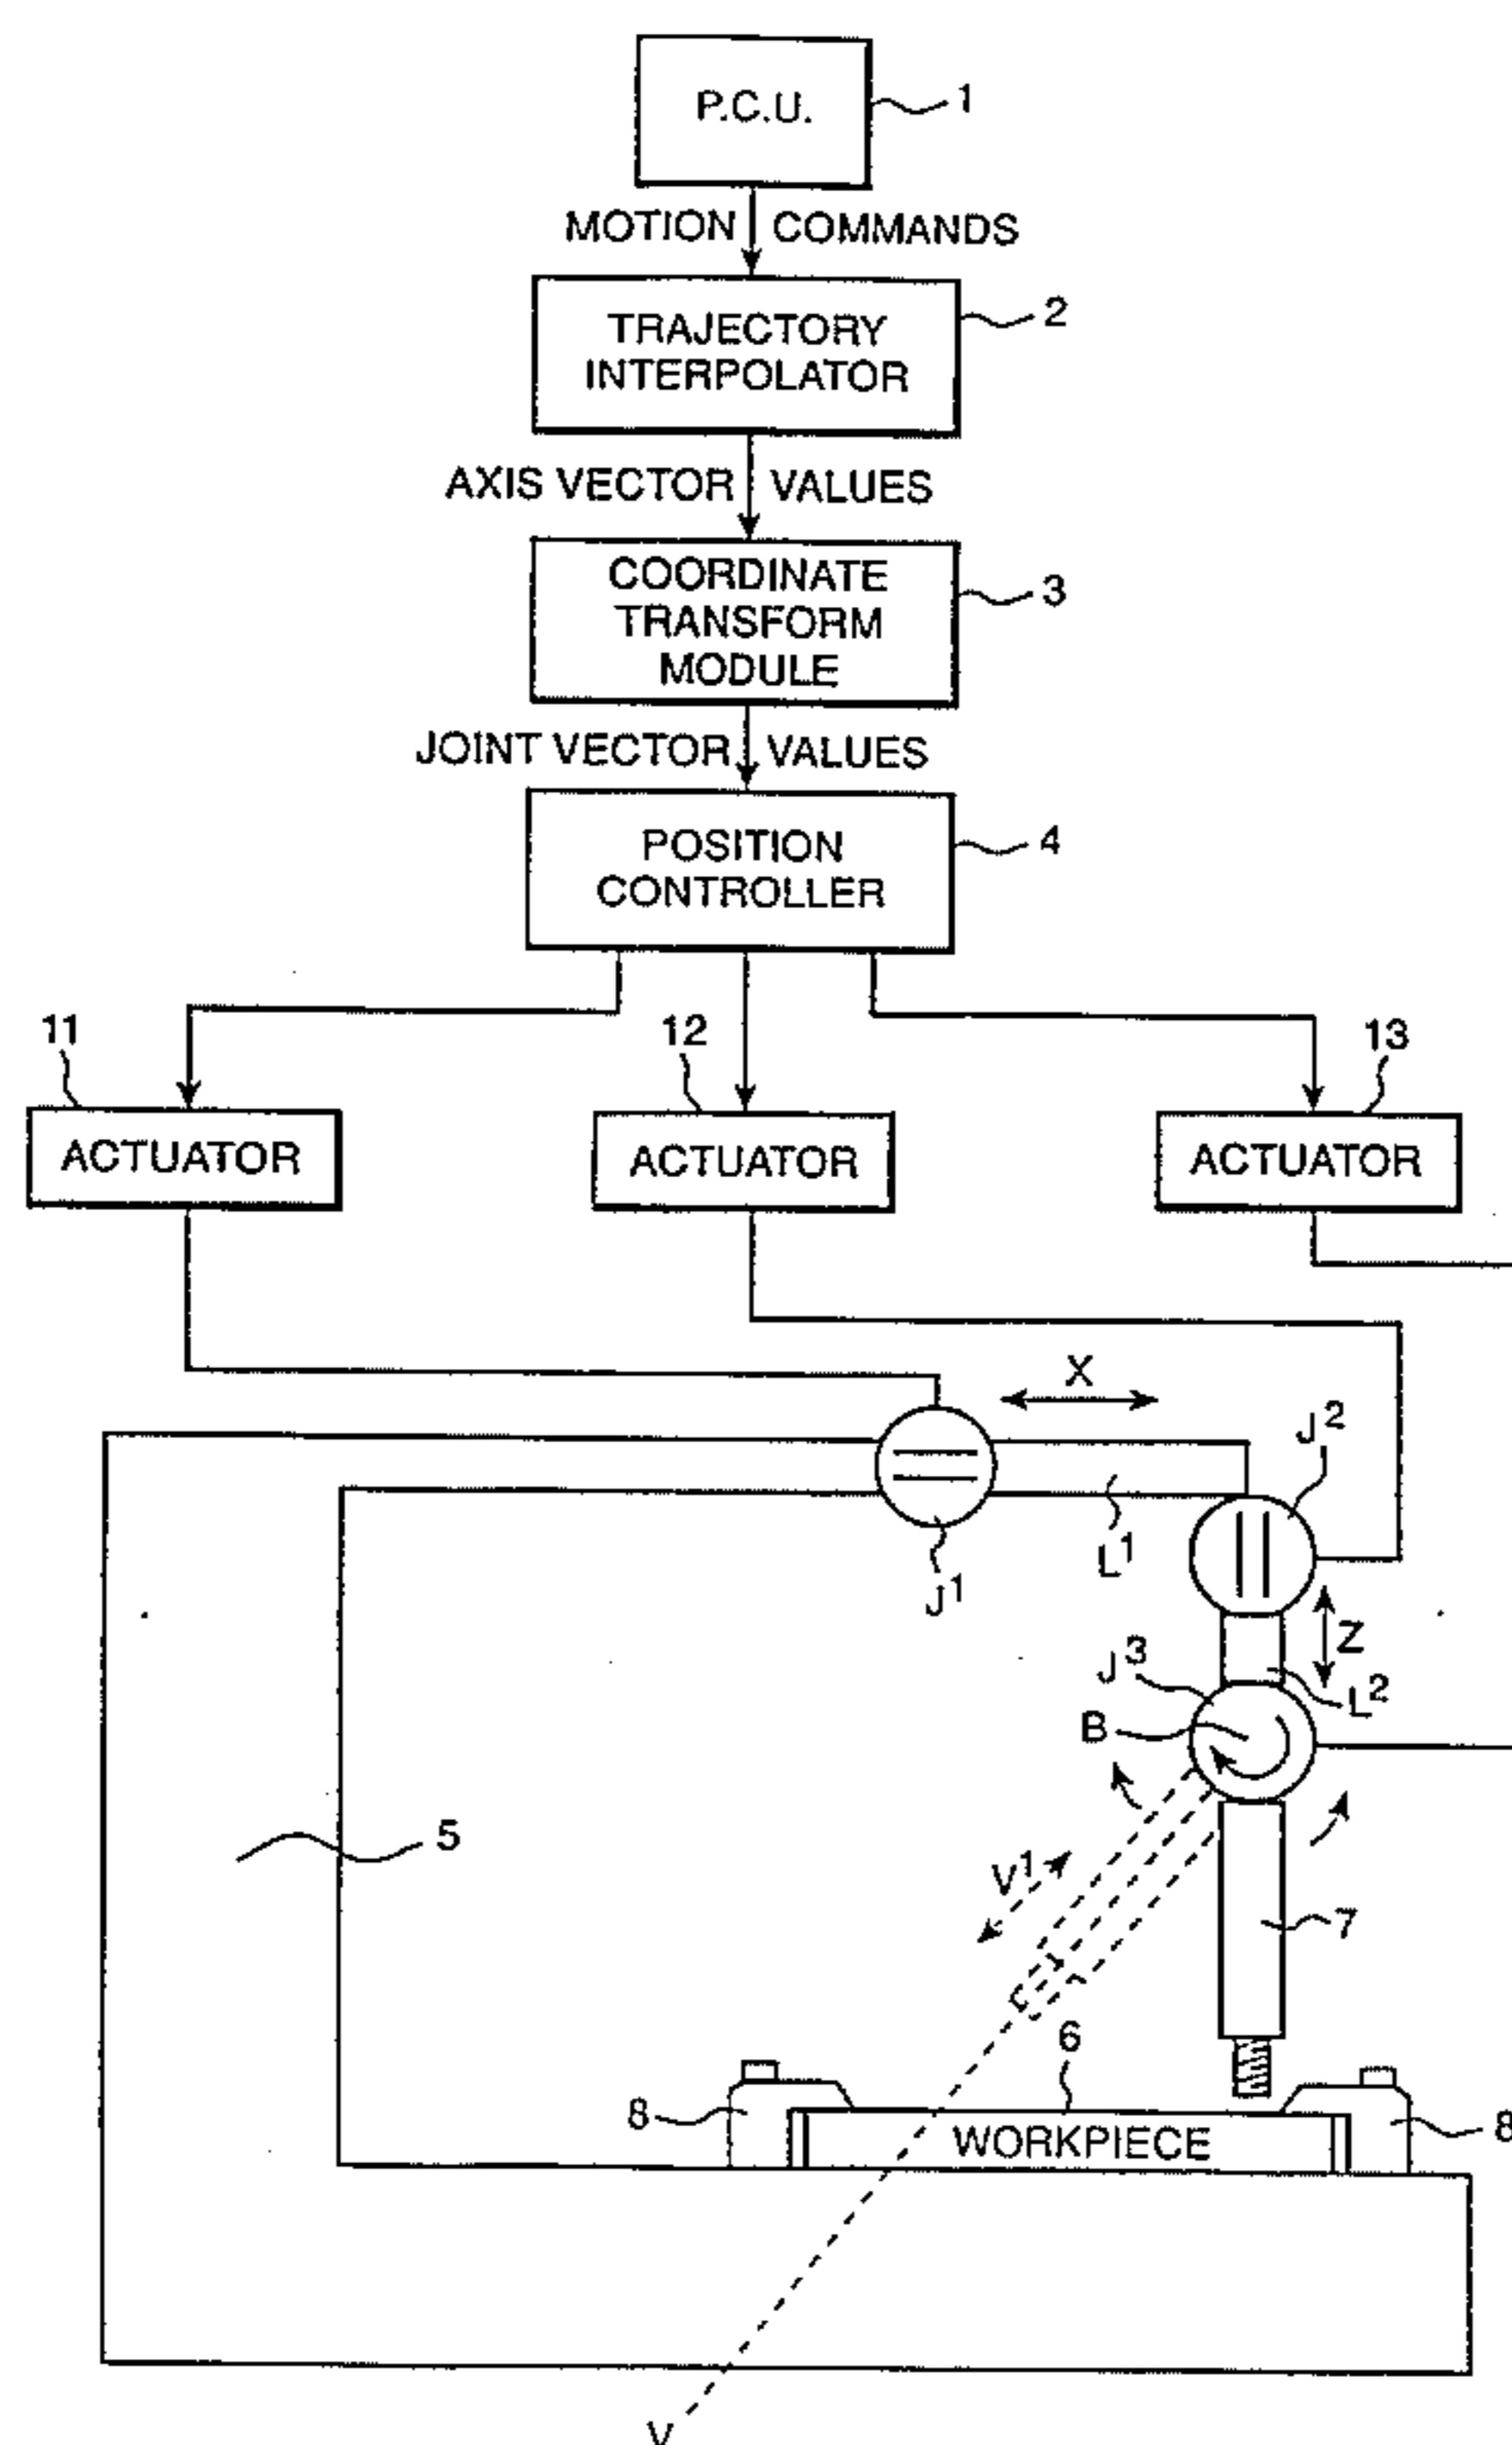 P.C.U.
1
MOTION COMMANDS
2
TRAJECTORY
INTERPOLATOR
AXIS VECTOR VALUES
COORDINATE
TRANSFORM
MODULE
3
JOINT VECTOR VALUES
POSITION
CONTROLLER
4
11
12
13
ACTUATOR
ACTUATOR
ACTUATOR
X
J2
L1
J1
Z
J3
L2
B
5
V1
7
6
8
WORKPIECE
8
V